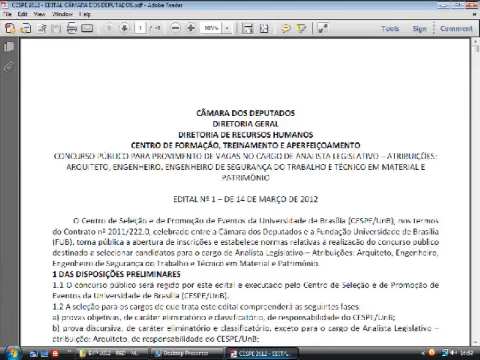 CESPE 2012 - EEITAL CÂMARA DOS DEPUTADOS.pdf - Adobe Reader
File Edit View Window Help
Tools Sign Comment
CÂMARA DOS DEPUTADOS
DIRETORIA GERAL
DIRETORIA DE RECURSOS HUMANOS
CENTRO DE FORMAÇÃO, TREINAMENTO E APERFEIÇOAMENTO
CONCURSO PÚBLICO PARA PROVIMENTO DE VAGAS NO CARGO DE ANALISTA LEGISLATIVO – ATRIBUIÇÕES:
ARQUITETO, ENGENHEIRO, ENGENHEIRO DE SEGURANÇA DO TRABALHO E TÉCNICO EM MATERIAL E
PATRIMÔNIO
EDITAL Nº 1 – DE 14 DE MARÇO DE 2012
O Centro de Seleção e de Promoção de Eventos da Universidade de Brasília (CESPE/UnB), nos termos
do Contrato nº 2011/222.0, celebrado entre a Câmara dos Deputados e a Fundação Universidade de Brasília
(FUB), torna pública a abertura de inscrições e estabelece normas relativas à realização do concurso público
destinado a selecionar candidatos para o cargo de Analista Legislativo – Atribuições: Arquiteto, Engenheiro,
Engenheiro de Segurança do Trabalho e Técnico em Material e Patrimônio.
1 DAS DISPOSIÇÕES PRELIMINARES
1.1 O concurso público será regido por este edital e executado pelo Centro de Seleção e de Promoção de
Eventos da Universidade de Brasília (CESPE/UnB).
1.2 A seleção para os cargos de que trata este edital compreenderá as seguintes fases:
a) provas objetivas, de caráter eliminatório e classificatório, de responsabilidade do CESPE/UnB;
b) prova discursiva, de caráter eliminatório e classificatório, exceto para o cargo de Analista Legislativo –
atribuição: Arquiteto, de responsabilidade do CESPE/UnB;
Desktop Presenter
CESPE 2012 - EEITA...